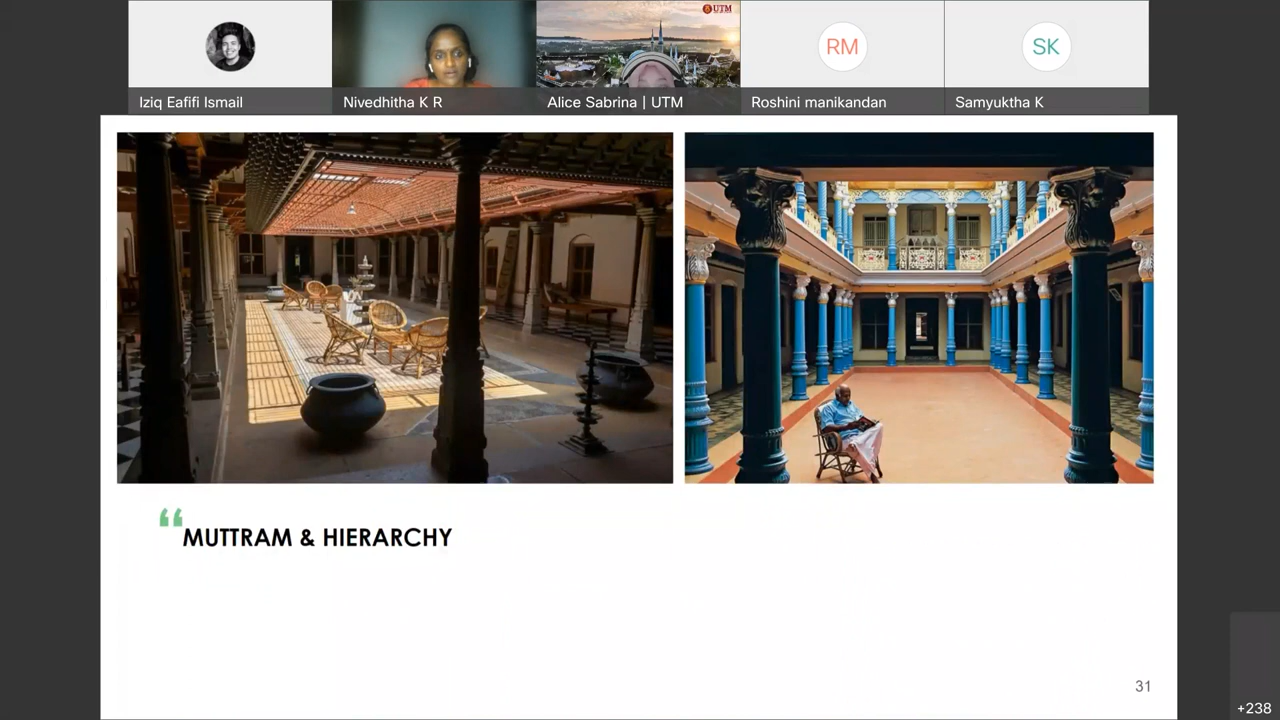 UTM
RM
SK
Iziq Eafifi Ismail
Nivedhitha K R
Alice Sabrina | UTM
Roshini manikandan
Samyuktha K
“
MUTTRAM & HIERARCHY
31
+238